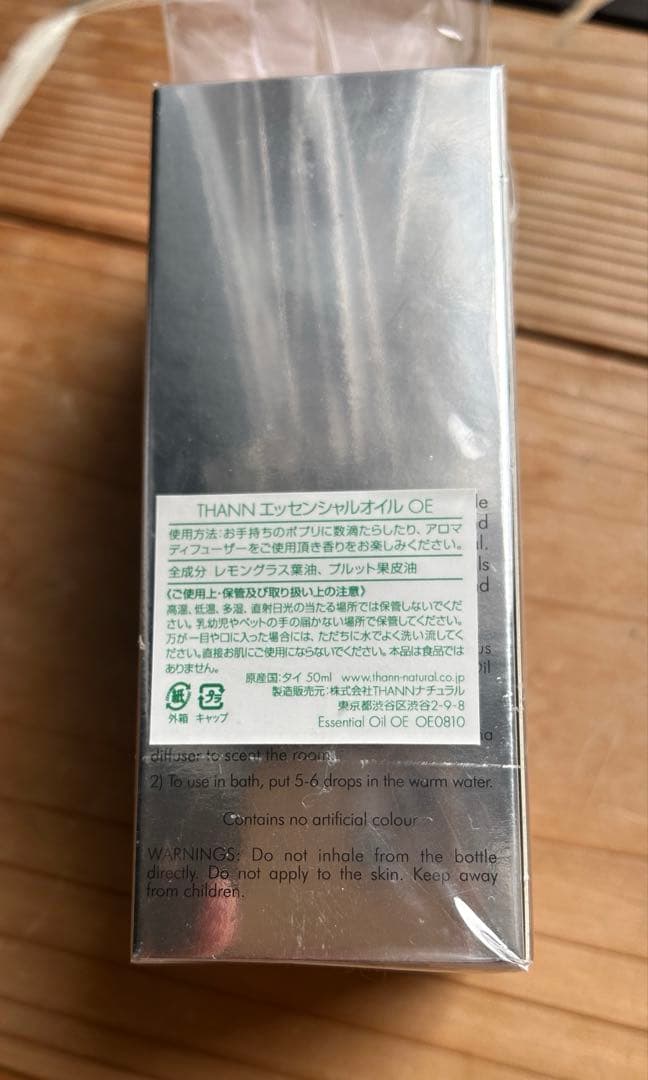 THANN エッセンシャルオイル OE
使用方法:お手持ちのポプリに数滴たらしたり、アロマ
ディフューザーをご使用頂き香りをお楽しみください。
全成分 レモングラス葉油、プルット果皮油
《ご使用上・保管及び取り扱い上の注意》
高温、低温、多湿、直射日光の当たる場所では保管しないでくだ
さい。乳幼児やペットの手の届かない場所で保管してください。
万が一目や口に入った場合には、ただちに水でよく洗い流してく
ださい。直接お肌にご使用にならないでください。本品は食品では
ありません。
原産国:タイ 50ml www.thann-natural.co.jp
製造販売元:株式会社THANNナチュラル
東京都渋谷区渋谷2-9-8
紙 プラ
外箱 キャップ
Essential Oil OE OE0810
diffuser to scent the room.
2) To use in bath, put 5-6 drops in the warm water.
Contains no artificial colour
WARNINGS: Do not inhale from the bottle
directly. Do not apply to the skin. Keep away
from children.